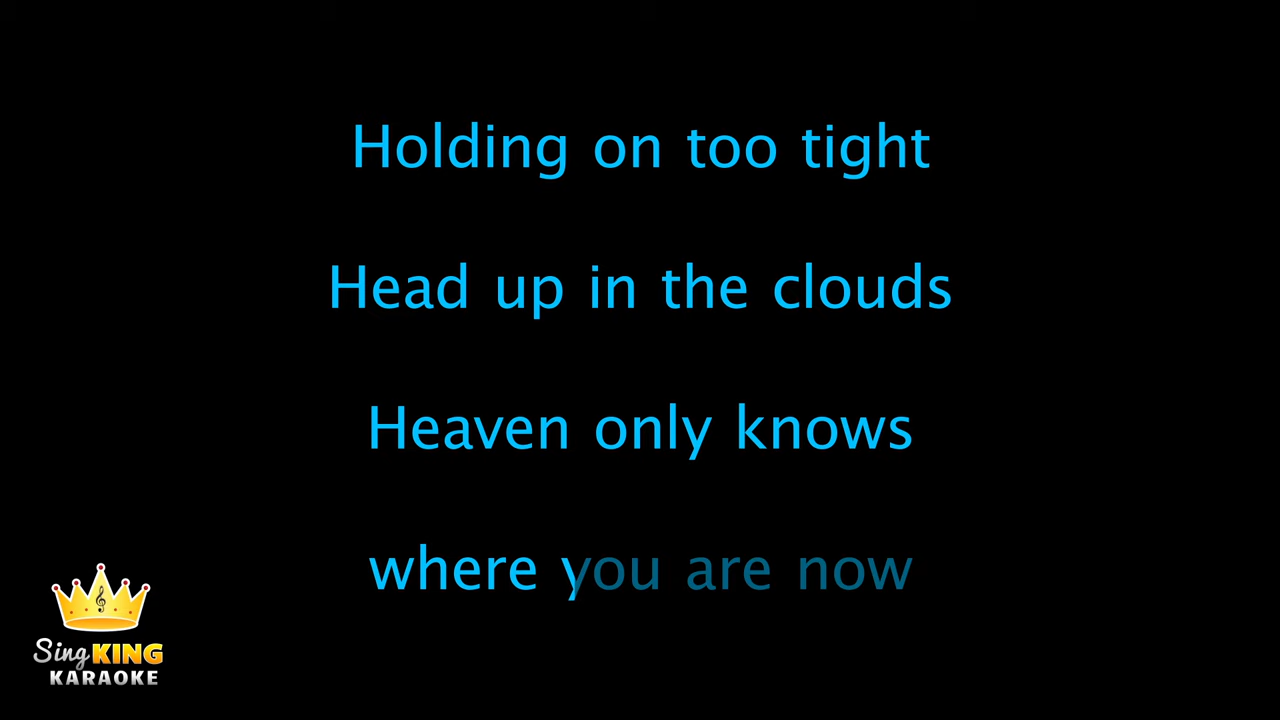 Holding on too tight
Head up in the clouds
Heaven only knows
where you are now
Sing KING
KARAOKE